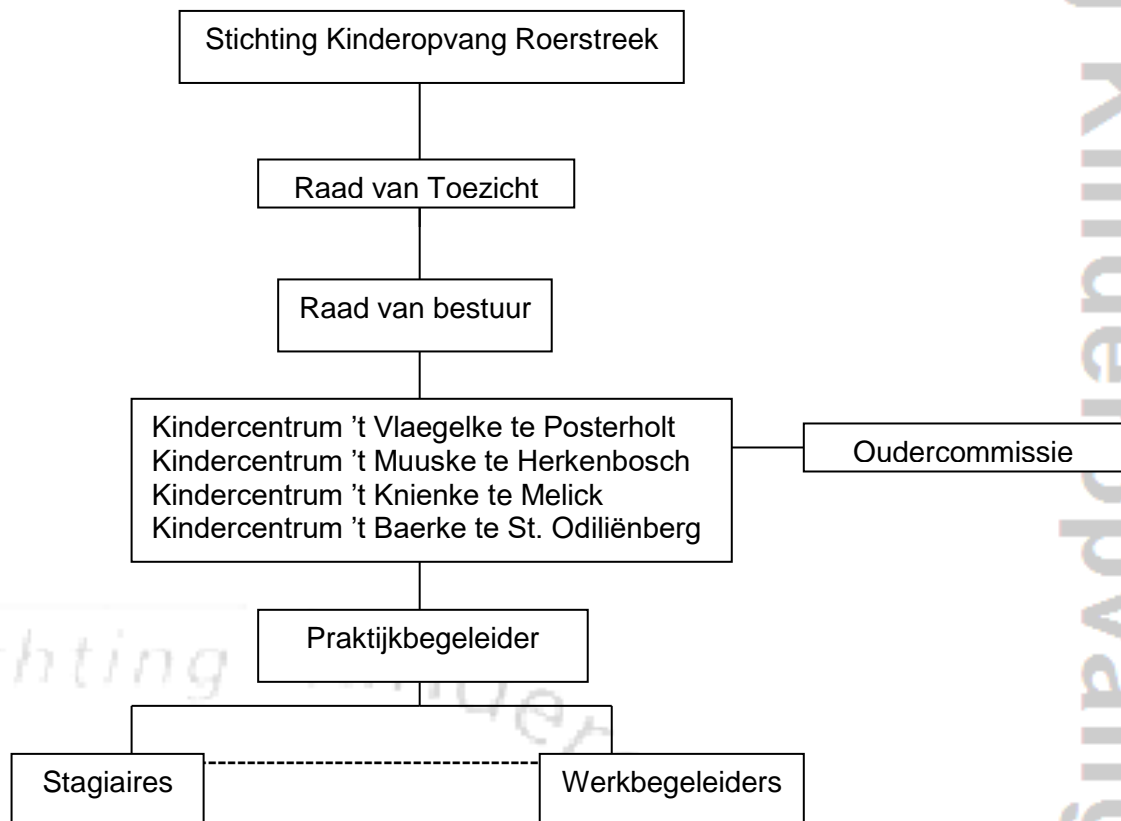 Stichting Kinderopvang Roerstreek
Raad van Toezicht
Raad van bestuur
Kindercentrum ’t Vlaegelke te Posterholt
Kindercentrum ’t Muuske te Herkenbosch
Kindercentrum ’t Knienke te Melick
Kindercentrum ’t Baerke te St. Odiliënberg
Oudercommissie
Praktijkbegeleider
Stagiaires
Werkbegeleiders